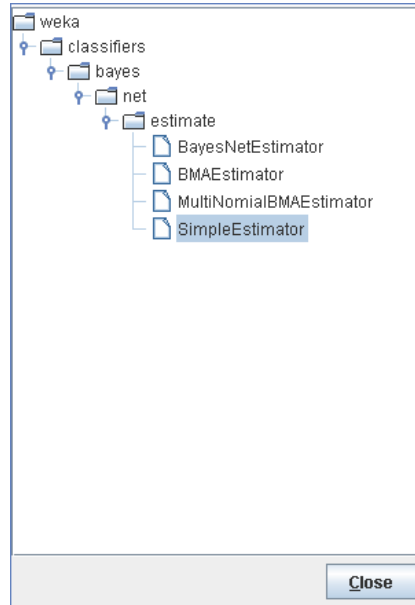 weka
classifiers
bayes
net
estimate
BayesNetEstimator
BMAEstimator
MultiNomialBMAEstimator
SimpleEstimator
Close